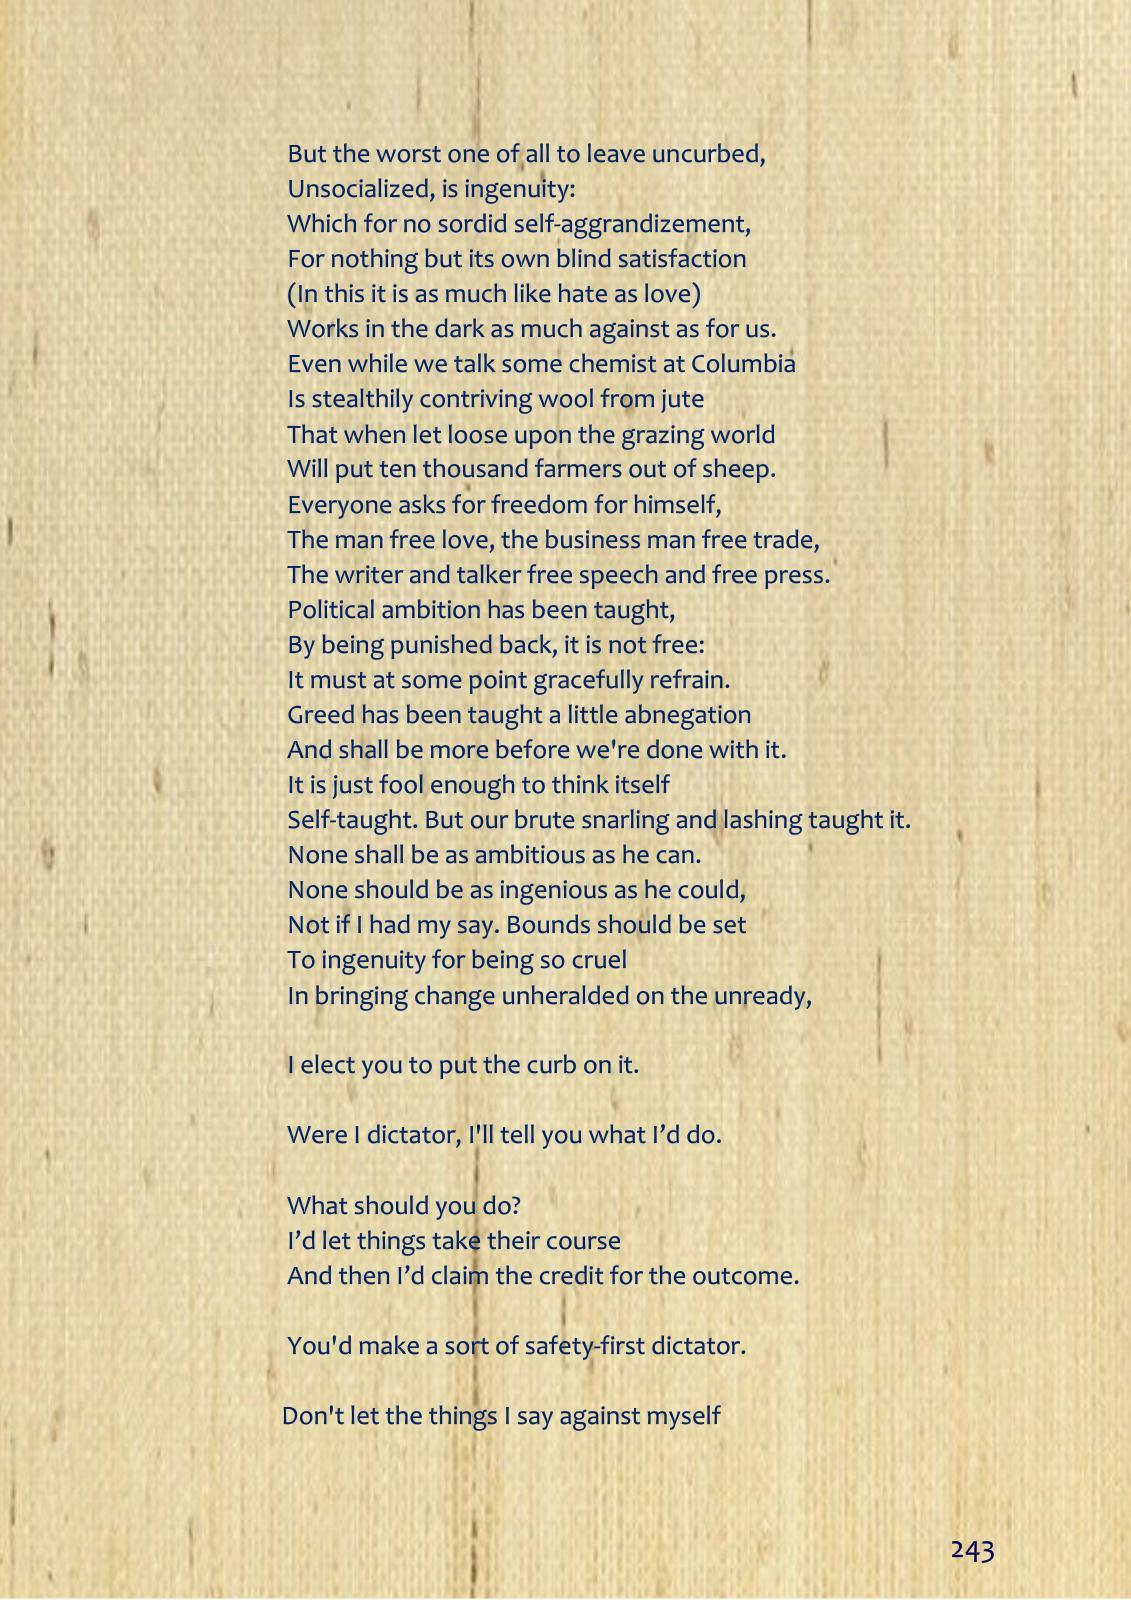 But the worst one of all to leave uncurbed,
Unsocialized, is ingenuity:
Which for no sordid self-aggrandizement,
For nothing but its own blind satisfaction
(In this it is as much like hate as love)
Works in the dark as much against as for us.
Even while we talk some chemist at Columbia
Is stealthily contriving wool from jute
That when let loose upon the grazing world
Will put ten thousand farmers out of sheep.
Everyone asks for freedom for himself,
The man free love, the business man free trade,
The writer and talker free speech and free press.
Political ambition has been taught,
By being punished back, it is not free:
It must at some point gracefully refrain.
Greed has been taught a little abnegation
And shall be more before we're done with it.
It is just fool enough to think itself
Self-taught. But our brute snarling and lashing taught it.
None shall be as ambitious as he can.
None should be as ingenious as he could,
Not if I had my say. Bounds should be set
To ingenuity for being so cruel
In bringing change unheralded on the unready,
I elect you to put the curb on it.
Were I dictator, I'll tell you what I’d do.
What should you do?
I’d let things take their course
And then I’d claim the credit for the outcome.
You'd make a sort of safety-first dictator.
Don't let the things I say against myself
243